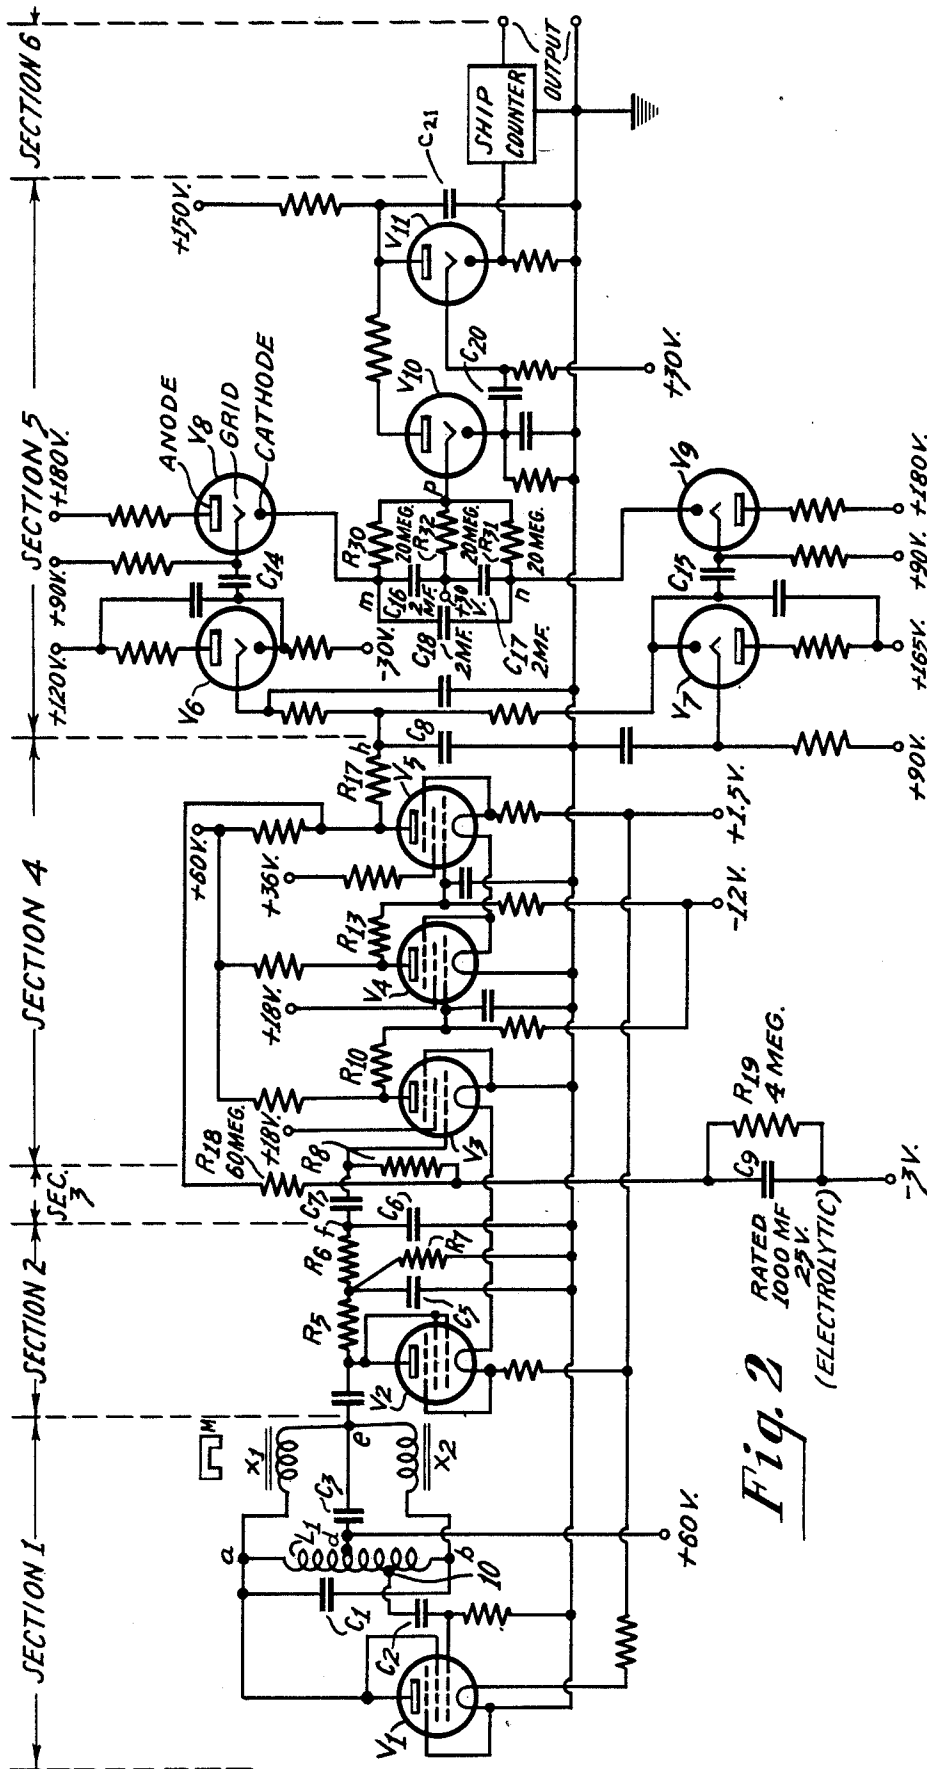 SECTION 1
SECTION 2
SEC. 3
SECTION 4
SECTION 5
SECTION 6
V1
C2
C1
10
a
L1
d
b
C3
X1
M
X2
e
+60V.
V2
R5
C5
R6
R7
f
C6
C7
R8
R18
60MEG.
+18V.
V3
R10
+18V.
V4
R13
+36V.
+60V.
V5
R17
h
C8
-12V.
+1.5V.
RATED
1000 MF
25V.
(ELECTROLYTIC)
C9
R19
4 MEG.
-3V.
+120V.
+90V.
+180V.
V6
C14
V8
ANODE
GRID
CATHODE
-30V.
m
R30
20 MEG.
C16
2
MF.
R32
20 MEG.
+30
V.
C18
2MF.
C17
2MF.
R31
20 MEG.
n
p
V7
C15
V9
+90V.
+165V.
+90V.
+180V.
V10
C20
+30V.
V11
+150V.
C21
SHIP
COUNTER
OUTPUT
Fig. 2